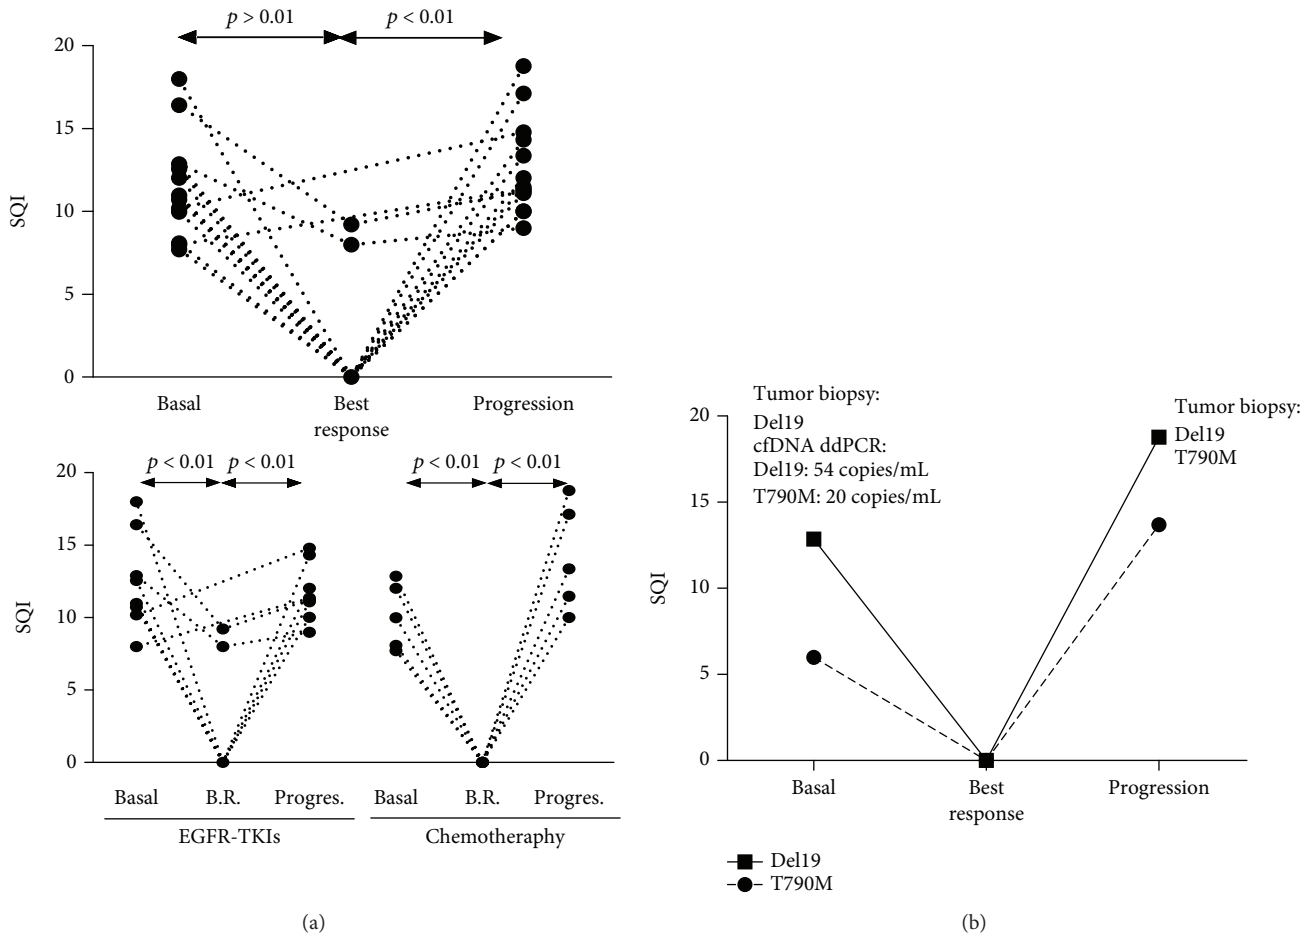 p > 0.01
p < 0.01
20
15
10
5
0
SQI
Basal
Best
response
Progression
p < 0.01
p < 0.01
p < 0.01
p < 0.01
20
15
10
5
0
SQI
Basal
B.R.
Progres.
Basal
B.R.
Progres.
EGFR-TKIs
Chemotheraphy
(a)
Tumor biopsy:
Del19
cfDNA ddPCR:
Del19: 54 copies/mL
T790M: 20 copies/mL
Tumor biopsy:
Del19
T790M
20
15
10
5
0
SQI
Basal
Best
response
Progression
Del19
T790M
(b)